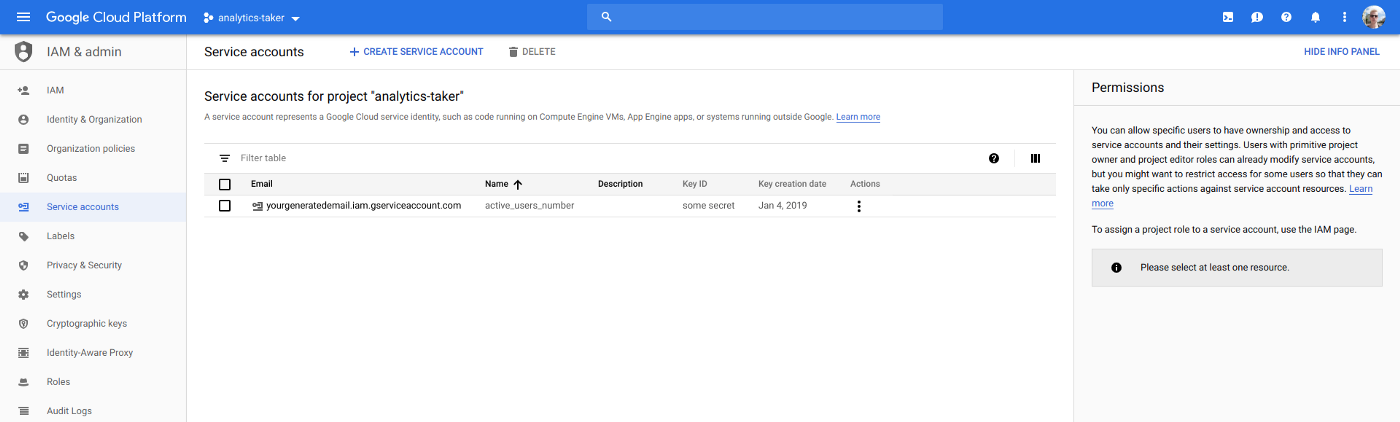 Google Cloud Platform
analytics-taker
IAM & admin
Service accounts
CREATE SERVICE ACCOUNT
DELETE
HIDE INFO PANEL
IAM
Identity & Organization
Organization policies
Quotas
Service accounts
Labels
Privacy & Security
Settings
Cryptographic keys
Identity-Aware Proxy
Roles
Audit Logs
Service accounts for project "analytics-taker"
A service account represents a Google Cloud service identity, such as code running on Compute Engine VMs, App Engine apps, or systems running outside Google. Learn more
Filter table
Email Name Description Key ID Key creation date Actions
yourgeneratedemail.iam.gserviceaccount.com active_users_number some secret Jan 4, 2019
Permissions
You can allow specific users to have ownership and access to
service accounts and their settings. Users with primitive project
owner and project editor roles can already modify service accounts,
but you might want to restrict access for some users so that they can
take only specific actions against service account resources. Learn
more
To assign a project role to a service account, use the IAM page.
Please select at least one resource.